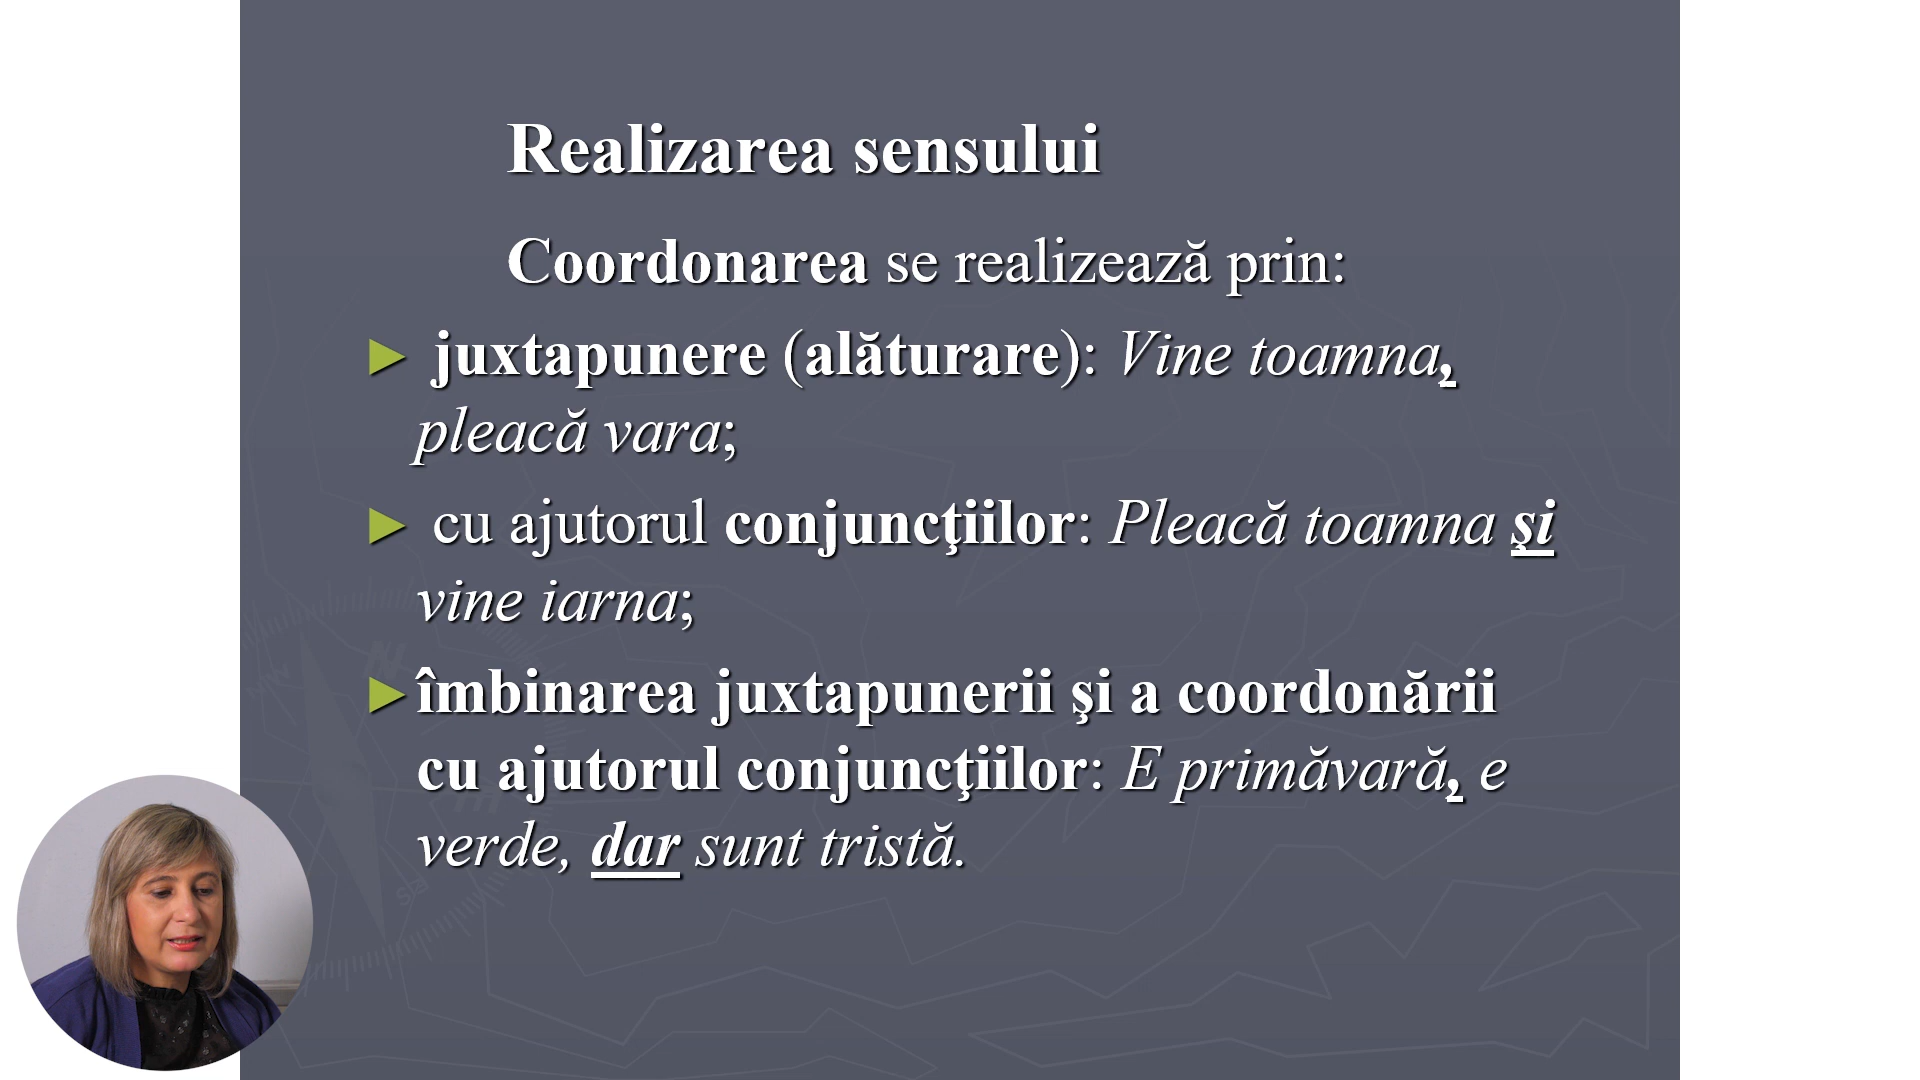 Realizarea sensului
Coordonarea se realizează prin:
► juxtapunere (alăturare): Vine toamna,
pleacă vara;
► cu ajutorul conjuncţiilor: Pleacă toamna şi
vine iarna;
► îmbinarea juxtapunerii şi a coordonării
cu ajutorul conjuncţiilor: E primăvară, e
verde, dar sunt tristă.